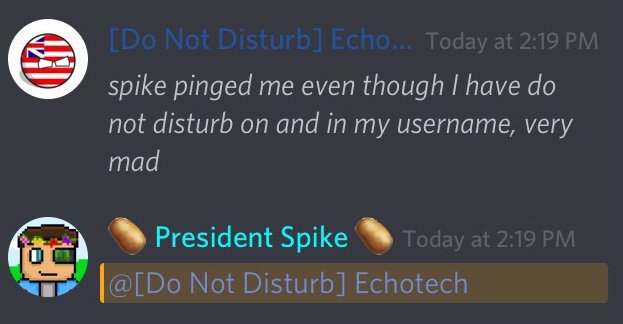 [Do Not Disturb] Echo... Today at 2:19 PM
spike pinged me even though I have do
not disturb on and in my username, very
mad
🥔 President Spike 🥔 Today at 2:19 PM
@[Do Not Disturb] Echotech